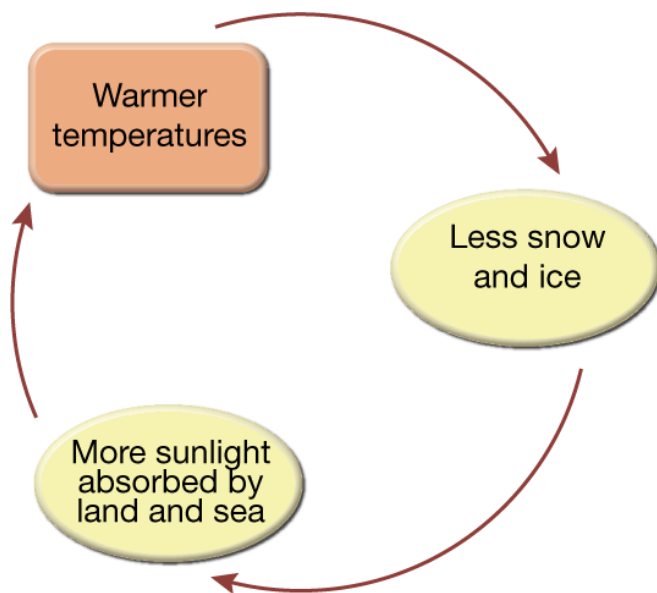 Warmer
temperatures
Less snow
and ice
More sunlight
absorbed by
land and sea